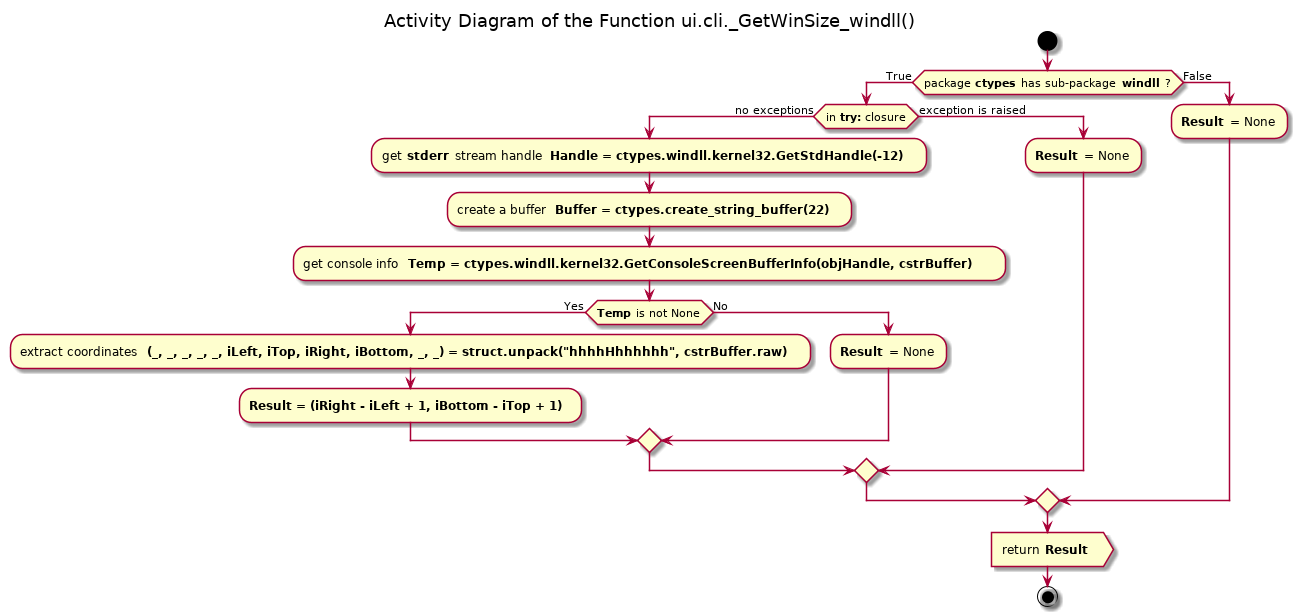 Activity Diagram of the Function ui.cli._GetWinSize_windll()
True
package ctypes has sub-package windll ?
False
no exceptions
in try: closure
exception is raised
Result = None
get stderr stream handle Handle = ctypes.windll.kernel32.GetStdHandle(-12)
Result = None
create a buffer Buffer = ctypes.create_string_buffer(22)
get console info Temp = ctypes.windll.kernel32.GetConsoleScreenBufferInfo(objHandle, cstrBuffer)
Yes
Temp is not None
No
extract coordinates (_, _, _, _, _, iLeft, iTop, iRight, iBottom, _, _) = struct.unpack("hhhhHhhhhhh", cstrBuffer.raw)
Result = None
Result = (iRight - iLeft + 1, iBottom - iTop + 1)
return Result